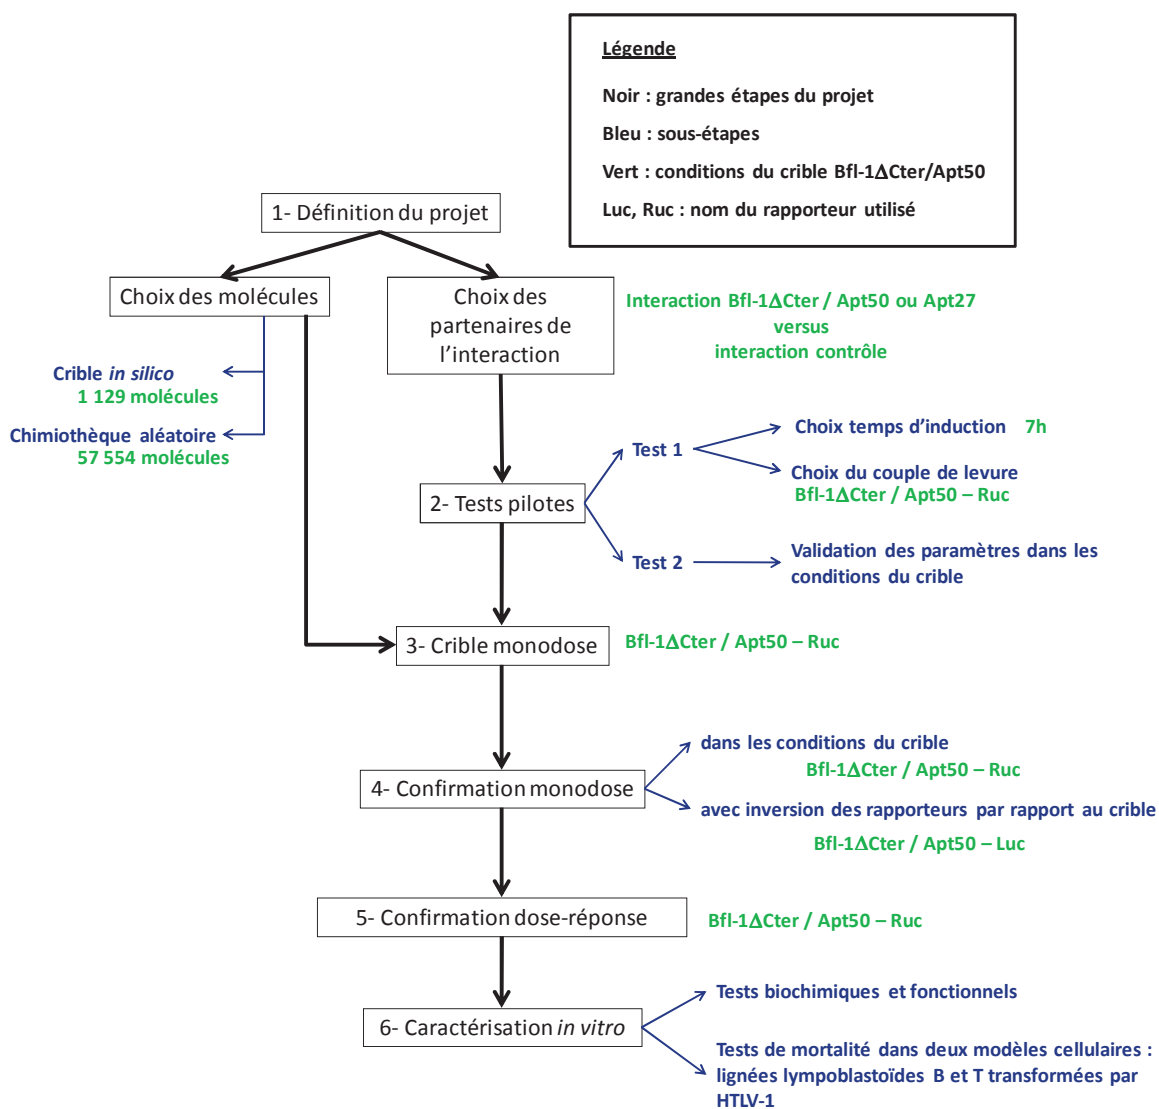 Légende
Noir : grandes étapes du projet
Bleu : sous-étapes
Vert : conditions du crible Bfl-1ΔCter/Apt50
Luc, Ruc : nom du rapporteur utilisé
1- Définition du projet
Choix des molécules
Choix des
partenaires de
l'interaction
Interaction Bfl-1ΔCter / Apt50 ou Apt27
versus
interaction contrôle
Crible in silico
1 129 molécules
Chimiothèque aléatoire
57 554 molécules
2- Tests pilotes
Test 1
Choix temps d'induction 7h
Choix du couple de levure
Bfl-1ΔCter / Apt50 – Ruc
Test 2
Validation des paramètres dans les
conditions du crible
3- Crible monodose
Bfl-1ΔCter / Apt50 – Ruc
4- Confirmation monodose
dans les conditions du crible
Bfl-1ΔCter / Apt50 – Ruc
avec inversion des rapporteurs par rapport au crible
Bfl-1ΔCter / Apt50 – Luc
5- Confirmation dose-réponse
Bfl-1ΔCter / Apt50 – Ruc
6- Caractérisation in vitro
Tests biochimiques et fonctionnels
Tests de mortalité dans deux modèles cellulaires :
lignées lympoblastoïdes B et T transformées par
HTLV-1